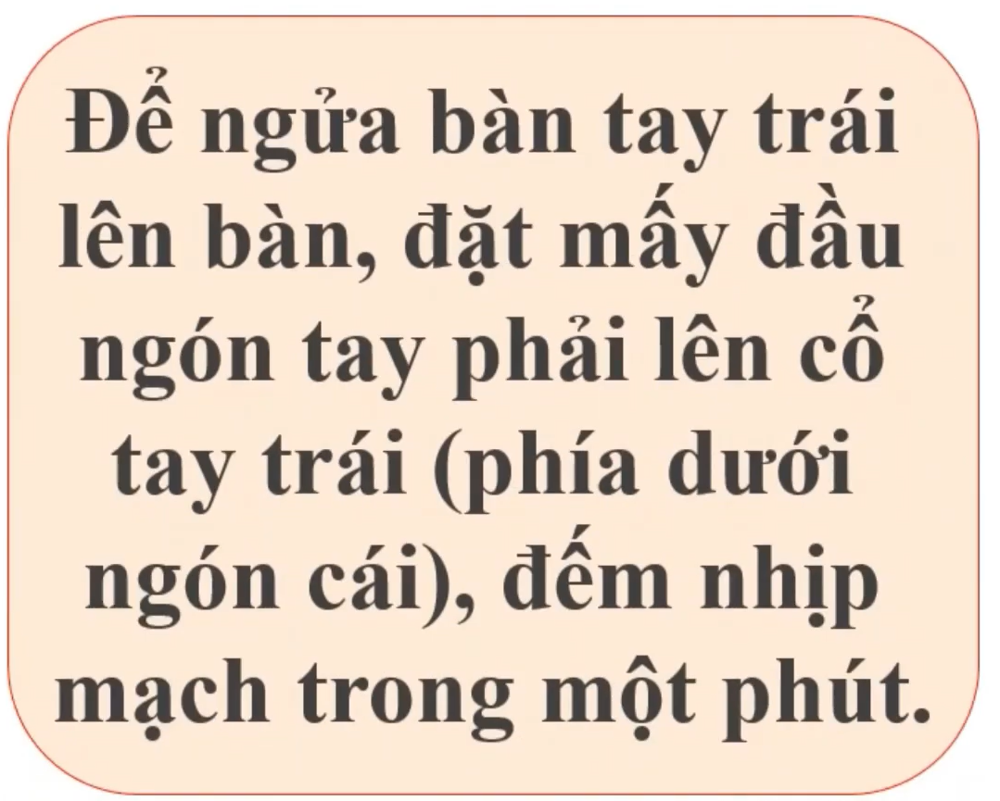 Để ngửa bàn tay trái
lên bàn, đặt mấy đầu
ngón tay phải lên cổ
tay trái (phía dưới
ngón cái), đếm nhịp
mạch trong một phút.